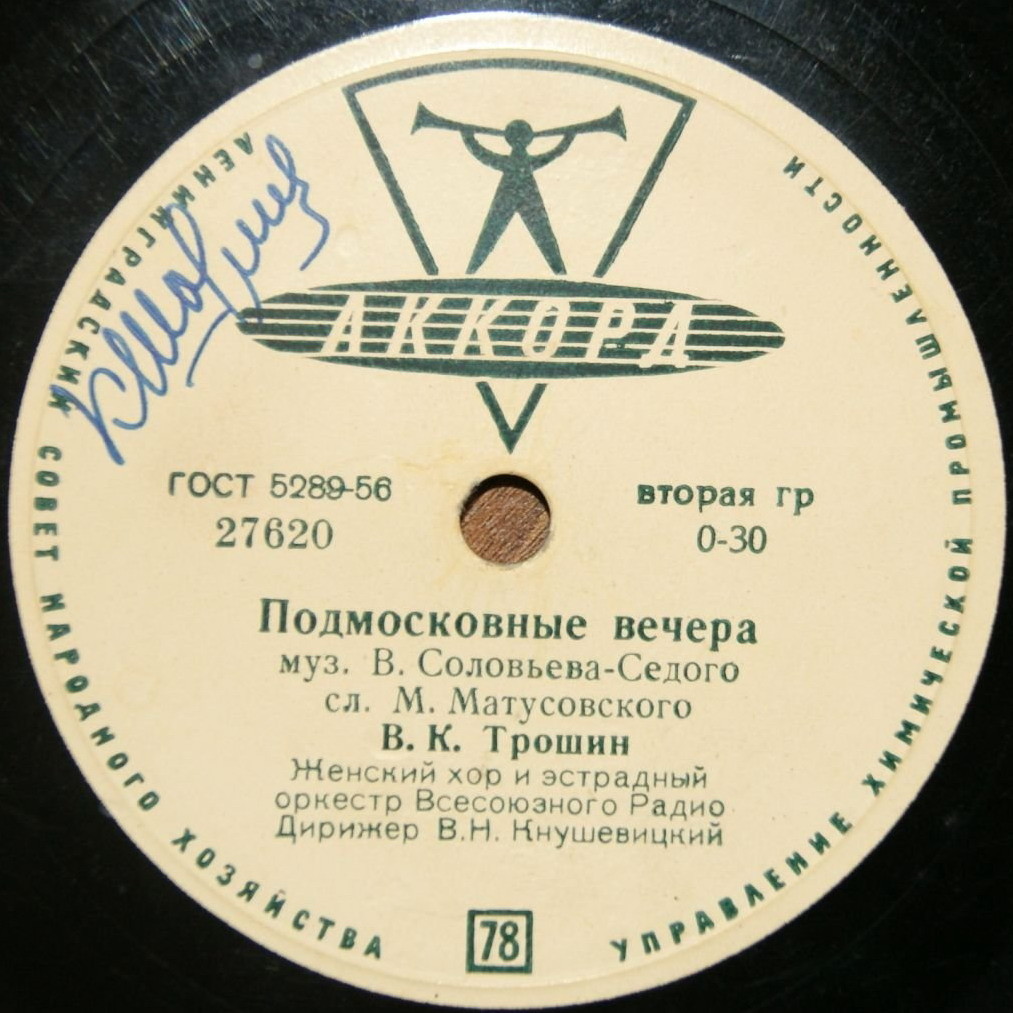 АККОРД
ЛЕНИНГРАДСКИЙ СОВЕТ НАРОДНОГО ХОЗЯЙСТВА
УПРАВЛЕНИЕ ХИМИЧЕСКОЙ ПРОМЫШЛЕННОСТИ
ГОСТ 5289-56
27620
вторая гр
0-30
Подмосковные вечера
муз. В. Соловьева-Седого
сл. М. Матусовского
В. К. Трошин
Женский хор и эстрадный
оркестр Всесоюзного Радио
Дирижер В.Н. Кнушевицкий
78